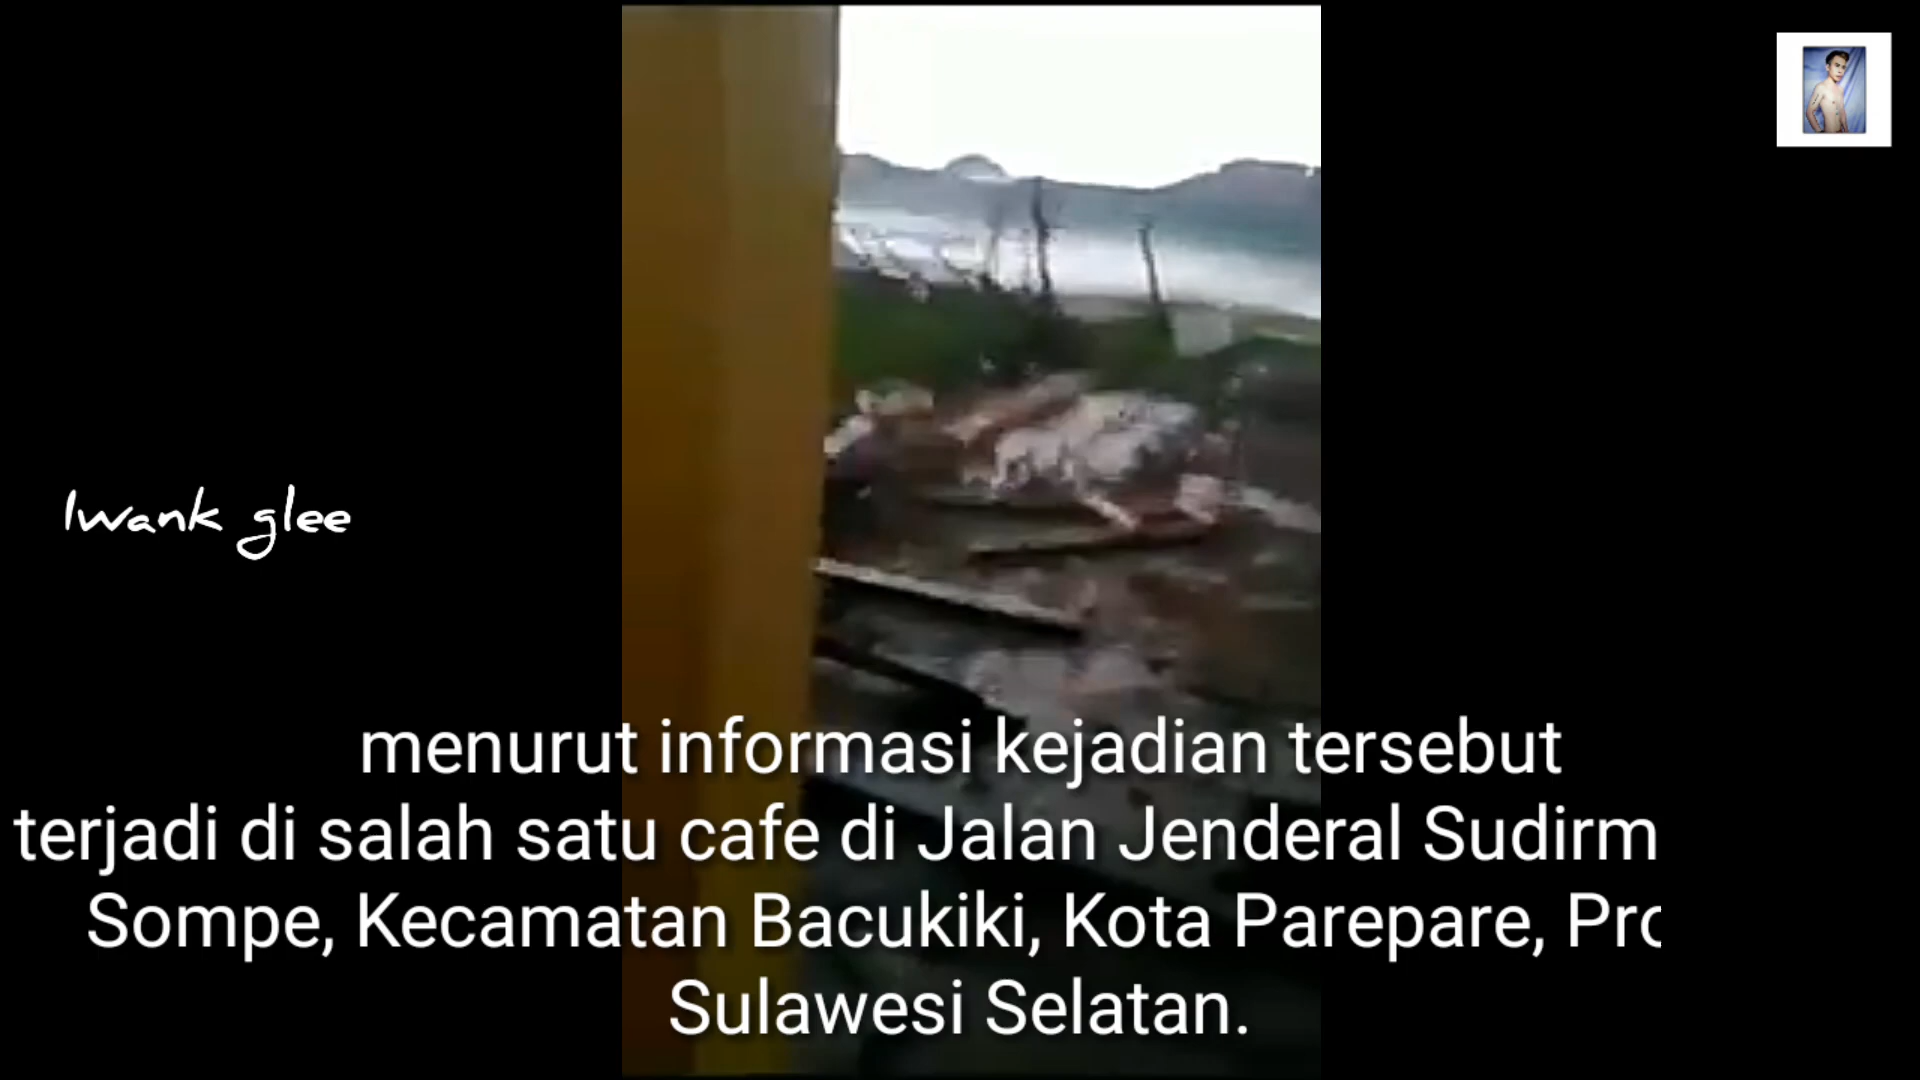 Iwank glee
menurut informasi kejadian tersebut
terjadi di salah satu cafe di Jalan Jenderal Sudirm
Sompe, Kecamatan Bacukiki, Kota Parepare, Pro
Sulawesi Selatan.